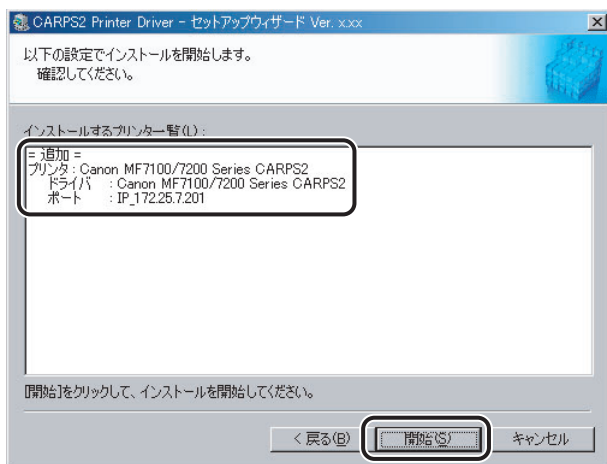 CARPS2 Printer Driver - セットアップウィザード Ver. x.xx
以下の設定でインストールを開始します。
確認してください。
インストールするプリンター覧(L):
= 追加 =
プリンタ : Canon MF7100/7200 Series CARPS2
ドライバ : Canon MF7100/7200 Series CARPS2
ポート : IP_172.25.7.201
[開始]をクリックして、インストールを開始してください。
< 戻る(B) 開始(S) キャンセル